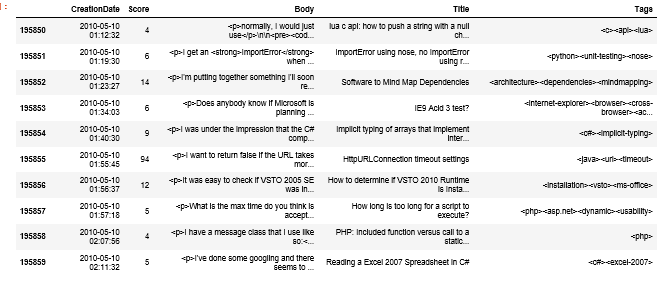 ]:
CreationDate Score Body Title Tags
195850 2010-05-10 01:12:32 4 <p>normally, I would just use</p>\n\n<pre><cod... lua c api: how to push a string with a null ch... <c><api><lua>
195851 2010-05-10 01:19:30 6 <p>I get an <strong>ImportError</strong> when ... ImportError using nose, no ImportError using r... <python><unit-testing><nose>
195852 2010-05-10 01:23:27 14 <p>I'm putting together something I'll soon re... Software to Mind Map Dependencies <architecture><dependencies><mindmapping>
195853 2010-05-10 01:34:03 6 <p>Does anybody know if Microsoft is planning ... IE9 Acid 3 test? <internet-explorer><browser><cross-browser><ac...
195854 2010-05-10 01:40:30 9 <p>I was under the impression that the C# comp... Implicit typing of arrays that implement inter... <c#><implicit-typing>
195855 2010-05-10 01:55:45 94 <p>I want to return false if the URL takes mor... HttpURLConnection timeout settings <java><url><timeout>
195856 2010-05-10 01:56:37 12 <p>It was easy to check if VSTO 2005 SE was in... How to determine if VSTO 2010 Runtime is insta... <installation><vsto><ms-office>
195857 2010-05-10 01:57:18 5 <p>What is the max time do you think is accept... How long is too long for a script to execute? <php><asp.net><dynamic><usability>
195858 2010-05-10 02:07:56 4 <p>I have a message class that I use like so:<... PHP: Included function versus call to a static... <php>
195859 2010-05-10 02:11:32 5 <p>I've done some googling and there seems to ... Reading a Excel 2007 Spreadsheet in C# <c#><excel-2007>